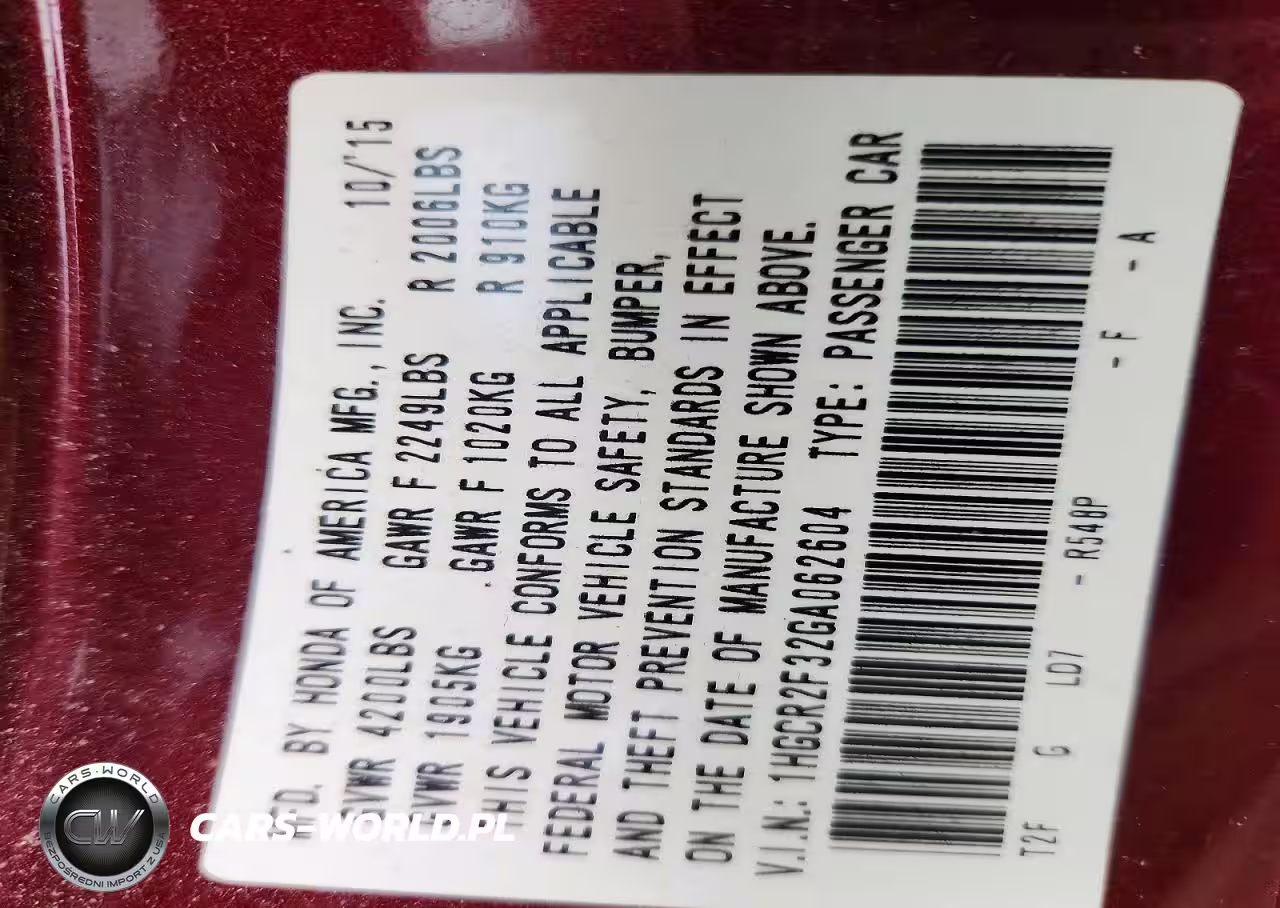 MFD. BY HONDA OF AMERICA MFG., INC. 10/'15
GVWR 4200LBS GAWR F 2249LBS R 2006LBS
GVWR 1905KG GAWR F 1020KG R 910KG
THIS VEHICLE CONFORMS TO ALL APPLICABLE
FEDERAL MOTOR VEHICLE SAFETY, BUMPER,
AND THEFT PREVENTION STANDARDS IN EFFECT
ON THE DATE OF MANUFACTURE SHOWN ABOVE.
V.I.N.: 1HGCR2F32GA062604 TYPE: PASSENGER CAR
T2F G LD7 - R548P - F - A
CARS-WORLD
CW
BEZPOŚREDNI IMPORT Z USA
CARS-WORLD.PL